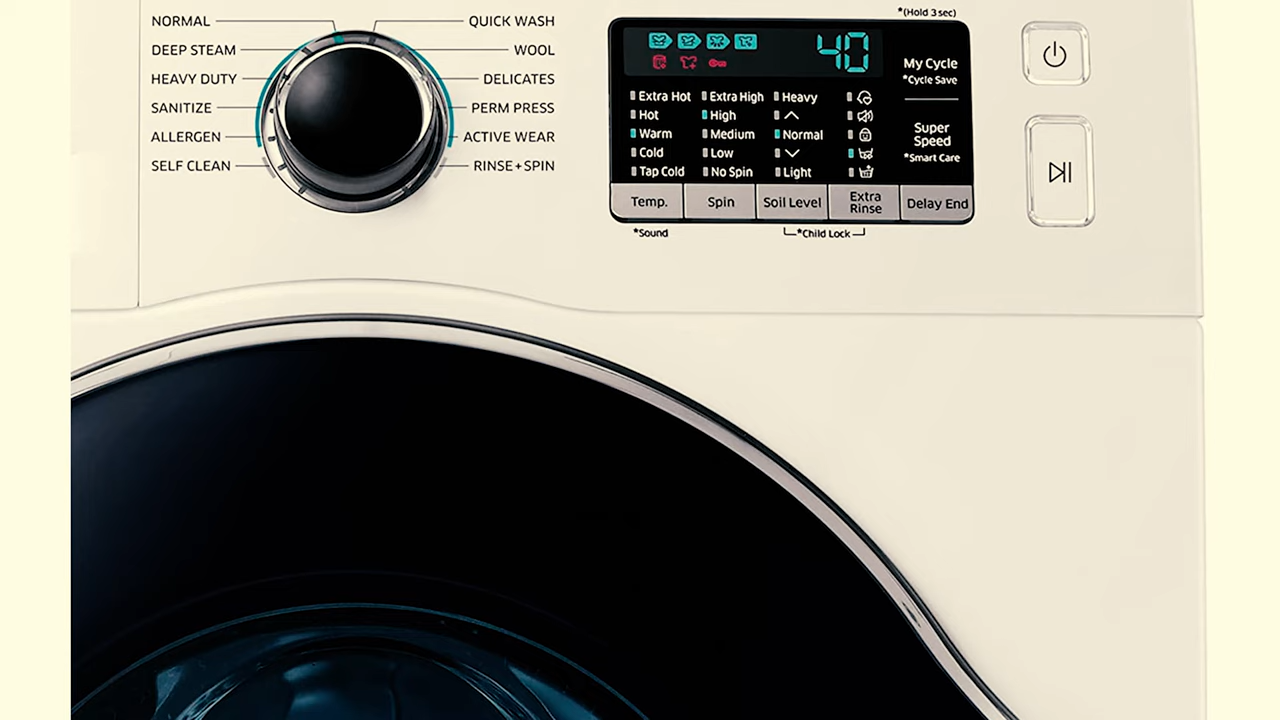 NORMAL
DEEP STEAM
HEAVY DUTY
SANITIZE
ALLERGEN
SELF CLEAN
QUICK WASH
WOOL
DELICATES
PERM PRESS
ACTIVE WEAR
RINSE+SPIN
*(Hold 3 sec)
40
Extra Hot
Hot
Warm
Cold
Tap Cold
Extra High
High
Medium
Low
No Spin
Heavy
Normal
Light
My Cycle
*Cycle Save
Super
Speed
*Smart Care
Temp.
Spin
Soil Level
Extra
Rinse
Delay End
*Sound
*Child Lock